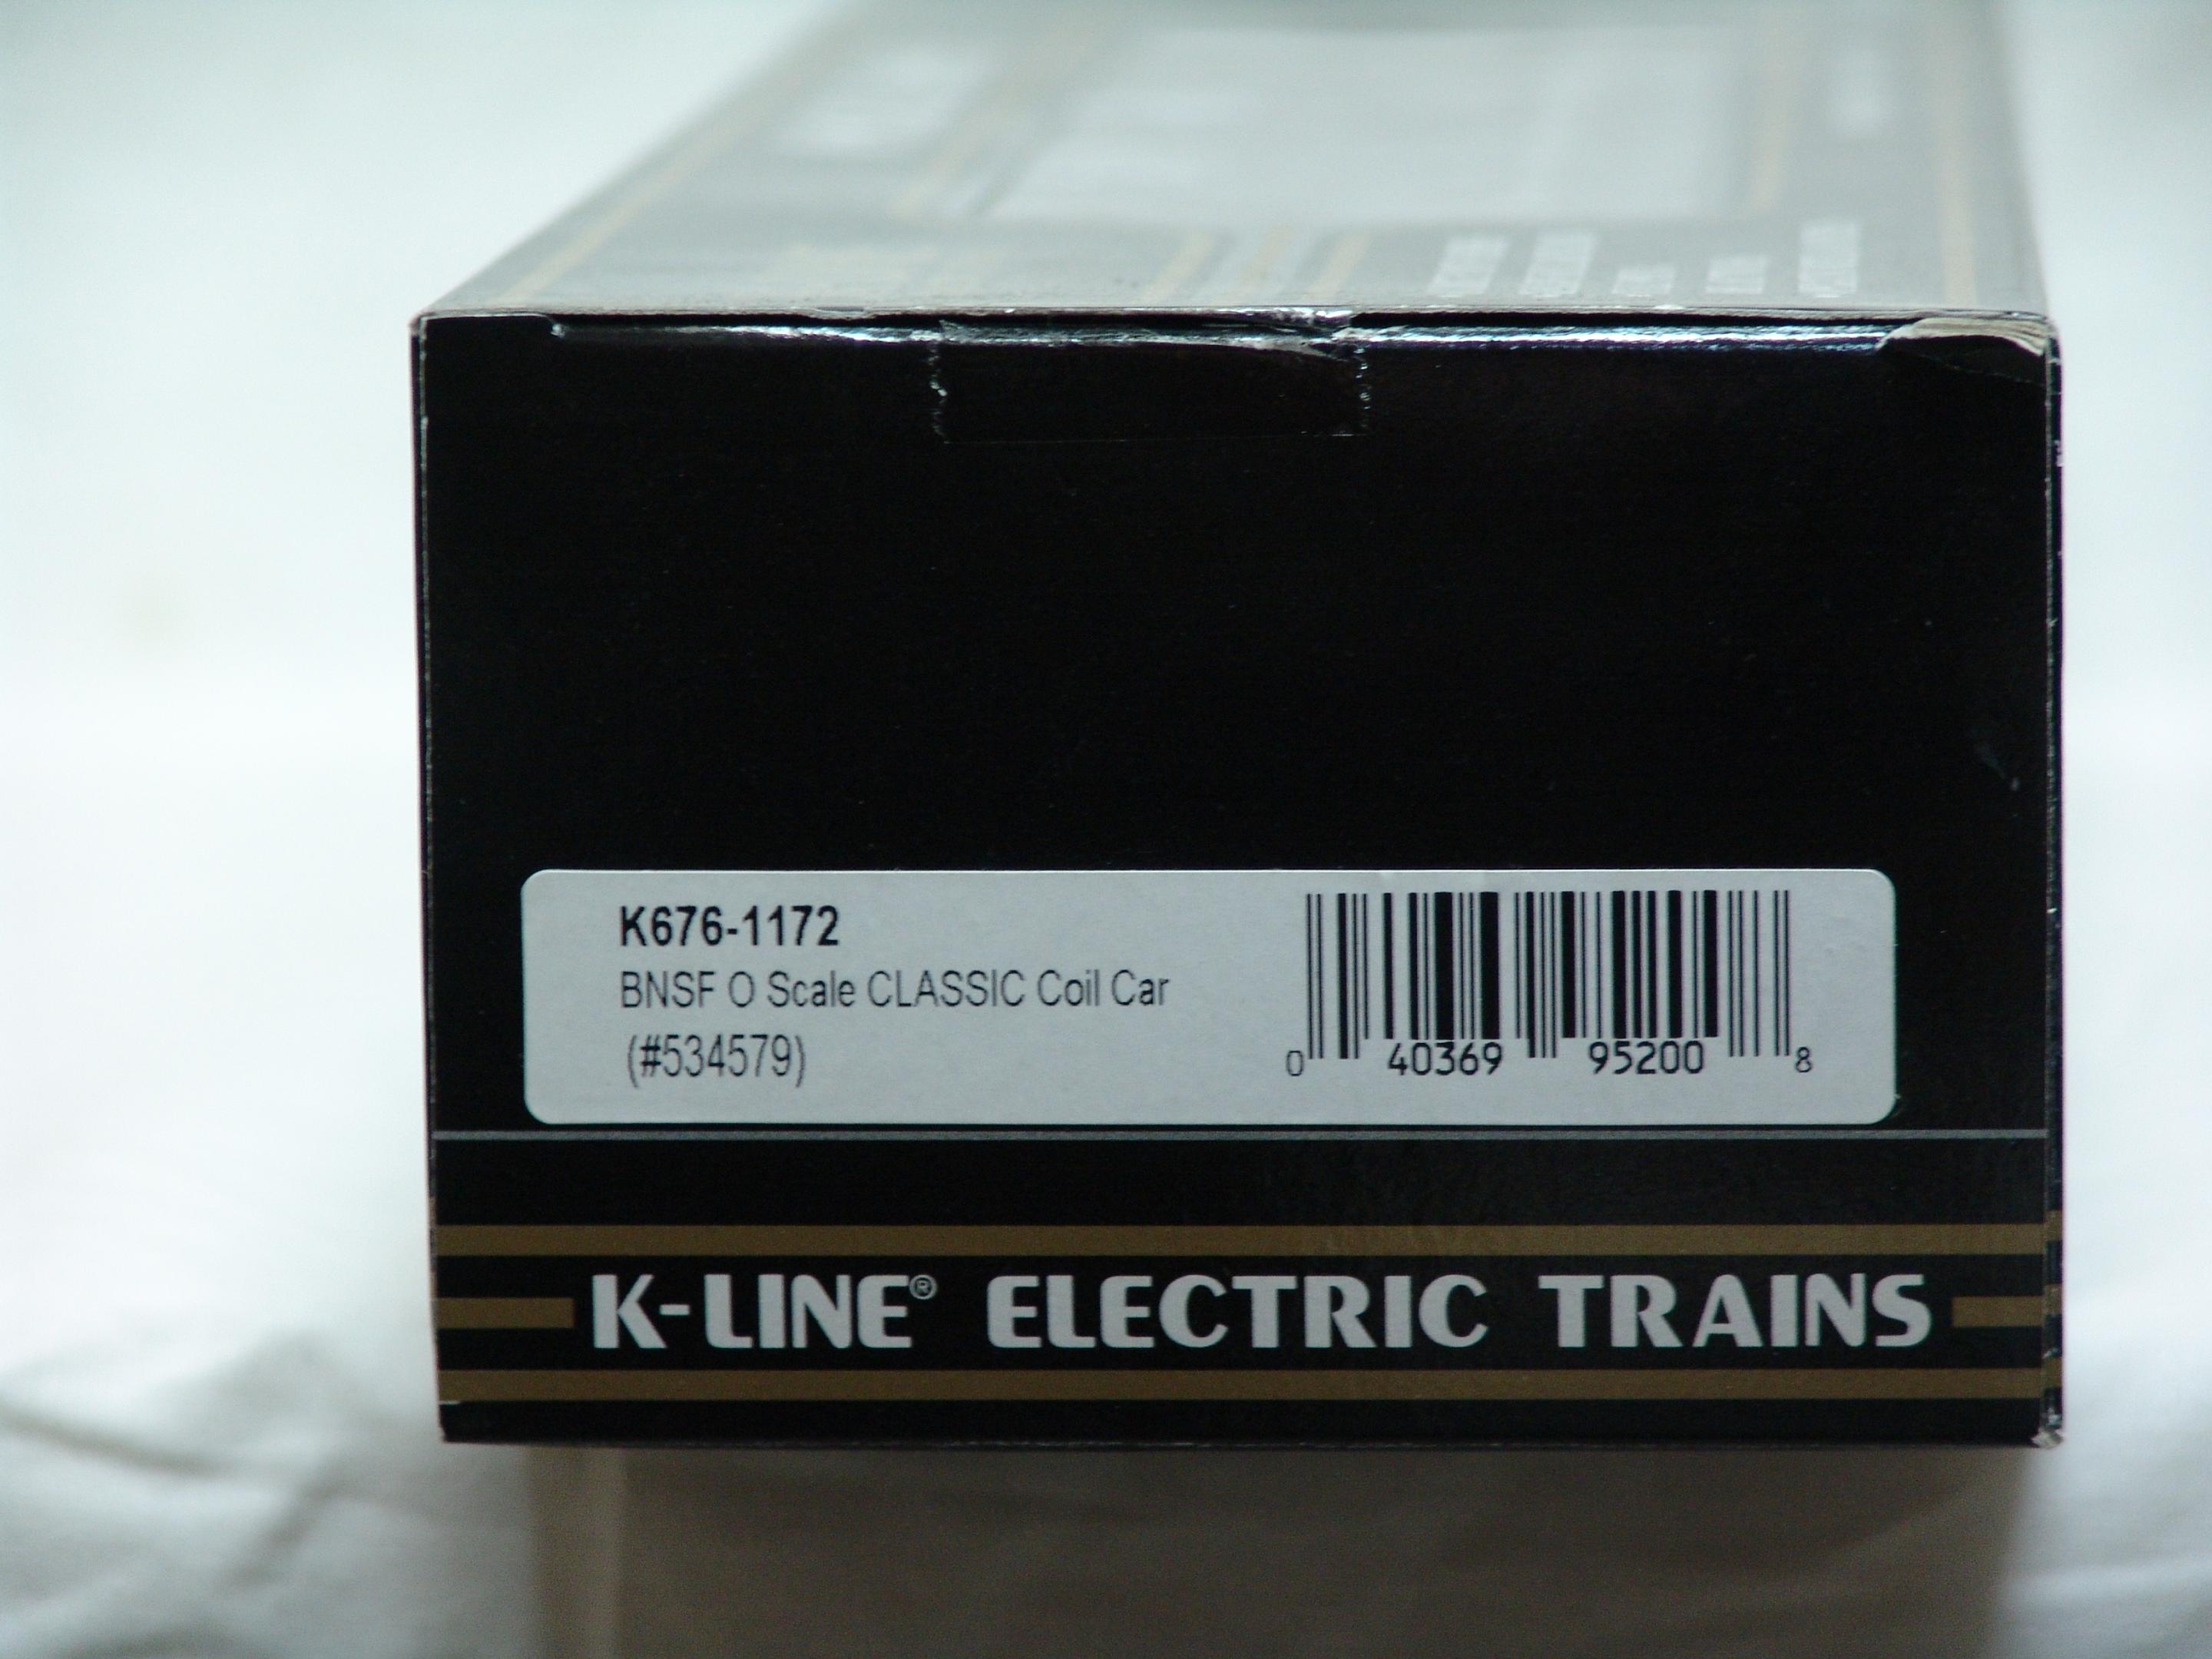 K676-1172
BNSF O Scale CLASSIC Coil Car
(#534579)
0 40369 95200 8
K-LINE® ELECTRIC TRAINS